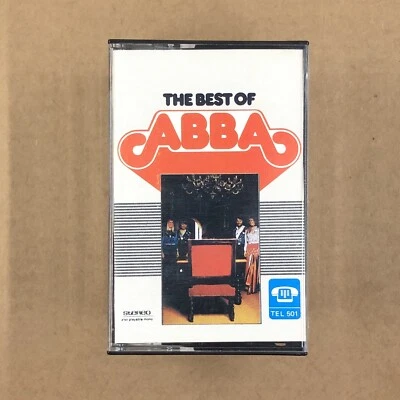 THE BEST OF
ABBA
STEREO
TEL 501